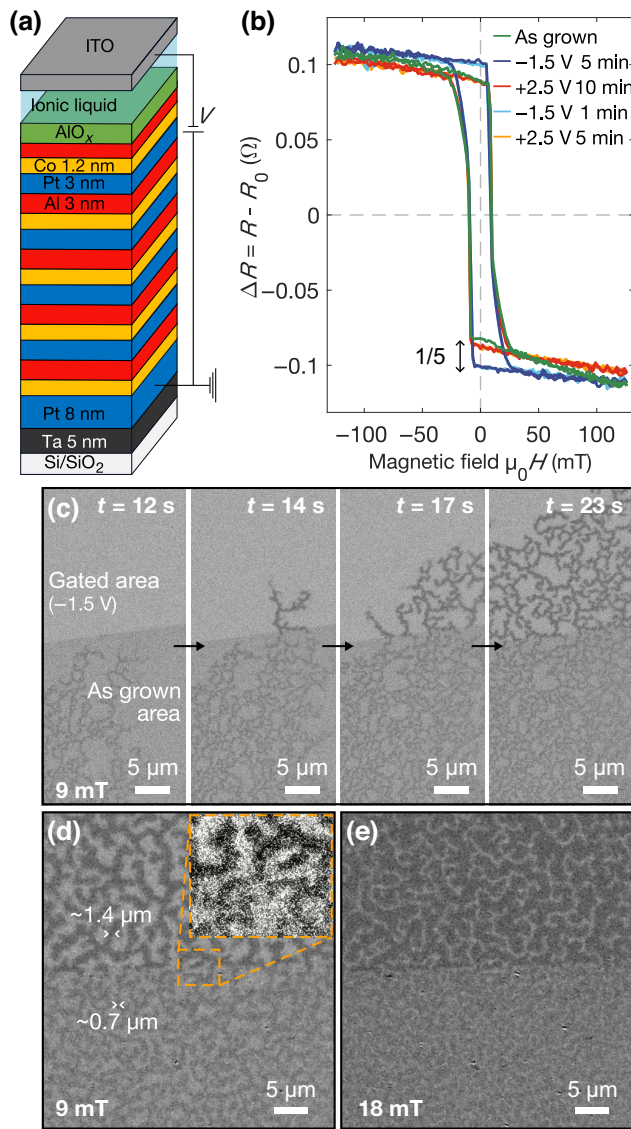 (a)
ITO
Ionic liquid
AlOₓ
Co 1.2 nm
Pt 3 nm
Al 3 nm
Pt 8 nm
Ta 5 nm
Si/SiO₂
V
(b)
As grown
−1.5 V 5 min
+2.5 V 10 min
−1.5 V 1 min
+2.5 V 5 min
ΔR = R - R₀ (Ω)
0.1
0.05
0
−0.05
−0.1
1/5
−100 −50 0 50 100
Magnetic field μ₀H (mT)
(c)
t = 12 s
t = 14 s
t = 17 s
t = 23 s
Gated area
(−1.5 V)
As grown
area
9 mT
5 μm
5 μm
5 μm
5 μm
(d)
~1.4 μm
~0.7 μm
9 mT
5 μm
(e)
18 mT
5 μm